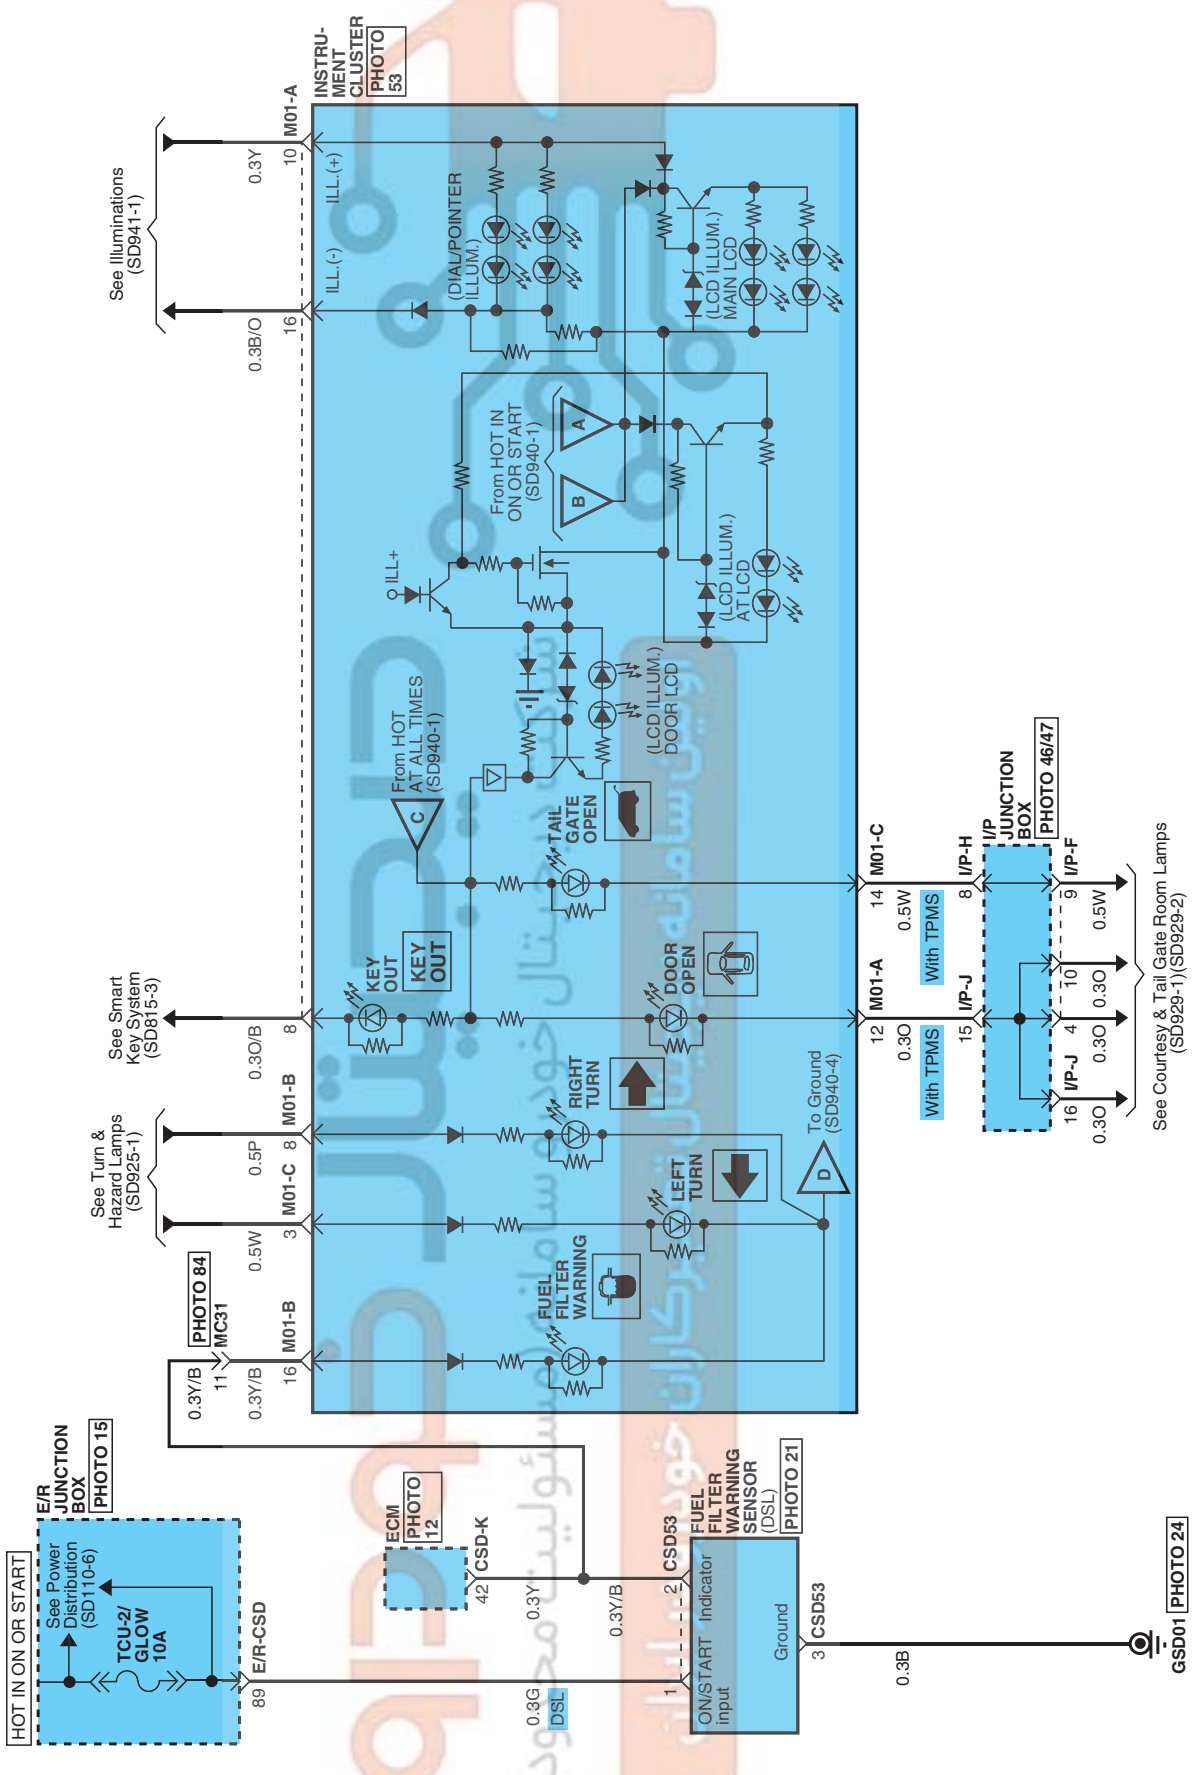 HOT IN ON OR START
E/R
JUNCTION
BOX
PHOTO 15
See Power
Distribution
(SD110-6)
TCU-2/
GLOW
10A
89
E/R-CSD
0.3G
DSL
1
ON/START
input
Indicator
Ground
2
CSD53
FUEL
FILTER
WARNING
SENSOR
(DSL)
PHOTO 21
3
CSD53
0.3B
GSD01
PHOTO 24
ECM
PHOTO
12
42
CSD-K
0.3Y
0.3Y/B
PHOTO 84
0.3Y/B
11
MC31
0.3Y/B
16
M01-B
See Turn &
Hazard Lamps
(SD925-1)
0.5W
3
M01-C
0.5P
8
M01-B
See Smart
Key System
(SD815-3)
0.3O/B
8
See Illuminations
(SD941-1)
0.3B/O
16
0.3Y
10
M01-A
INSTRU-
MENT
CLUSTER
PHOTO
53
ILL.(-)
ILL.(+)
FUEL
FILTER
WARNING
LEFT
TURN
RIGHT
TURN
To Ground
(SD940-4)
D
KEY
OUT
KEY
OUT
DOOR
OPEN
TAIL
GATE
OPEN
From HOT
AT ALL TIMES
(SD940-1)
C
(LCD ILLUM.)
DOOR LCD
ILL+
From HOT IN
ON OR START
(SD940-1)
B
A
(LCD ILLUM.)
AT LCD
(DIAL/POINTER
ILLUM.)
(LCD ILLUM.)
MAIN LCD
12
M01-A
0.3O
With TPMS
15
I/P-J
14
M01-C
0.5W
With TPMS
8
I/P-H
I/P
JUNCTION
BOX
PHOTO 46/47
16
I/P-J
0.3O
4
0.3O
10
0.3O
9
I/P-F
0.5W
See Courtesy & Tail Gate Room Lamps
(SD929-1)(SD929-2)